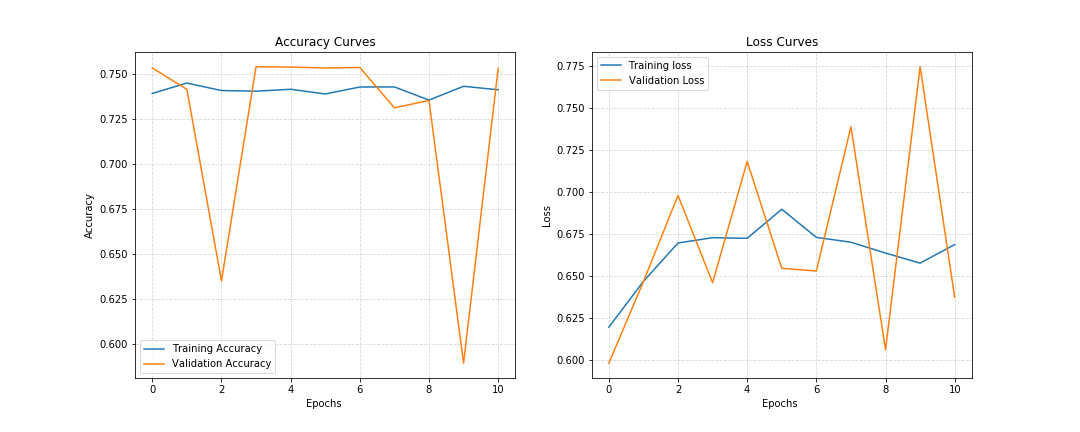 Accuracy Curves
0.750
0.725
0.700
0.675
0.650
0.625
0.600
Accuracy
Training Accuracy
Validation Accuracy
0 2 4 6 8 10
Epochs
Loss Curves
Training loss
Validation Loss
0.775
0.750
0.725
0.700
0.675
0.650
0.625
0.600
Loss
0 2 4 6 8 10
Epochs